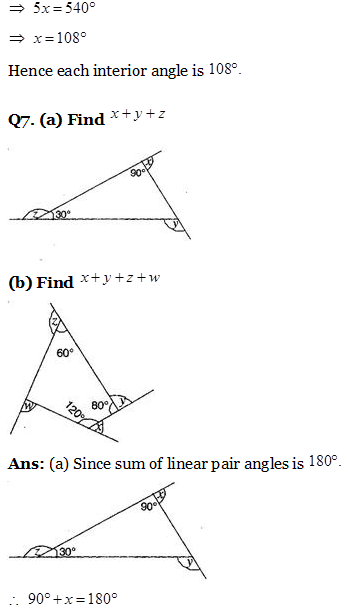 ⇒ 5x = 540°
⇒ x = 108°
Hence each interior angle is 108°.
Q7. (a) Find x + y + z
90° x
z 30° y
(b) Find x + y + z + w
z
60°
w 120° 80° y
x
Ans: (a) Since sum of linear pair angles is 180°.
90° x
z 30° y
∴ 90° + x = 180°